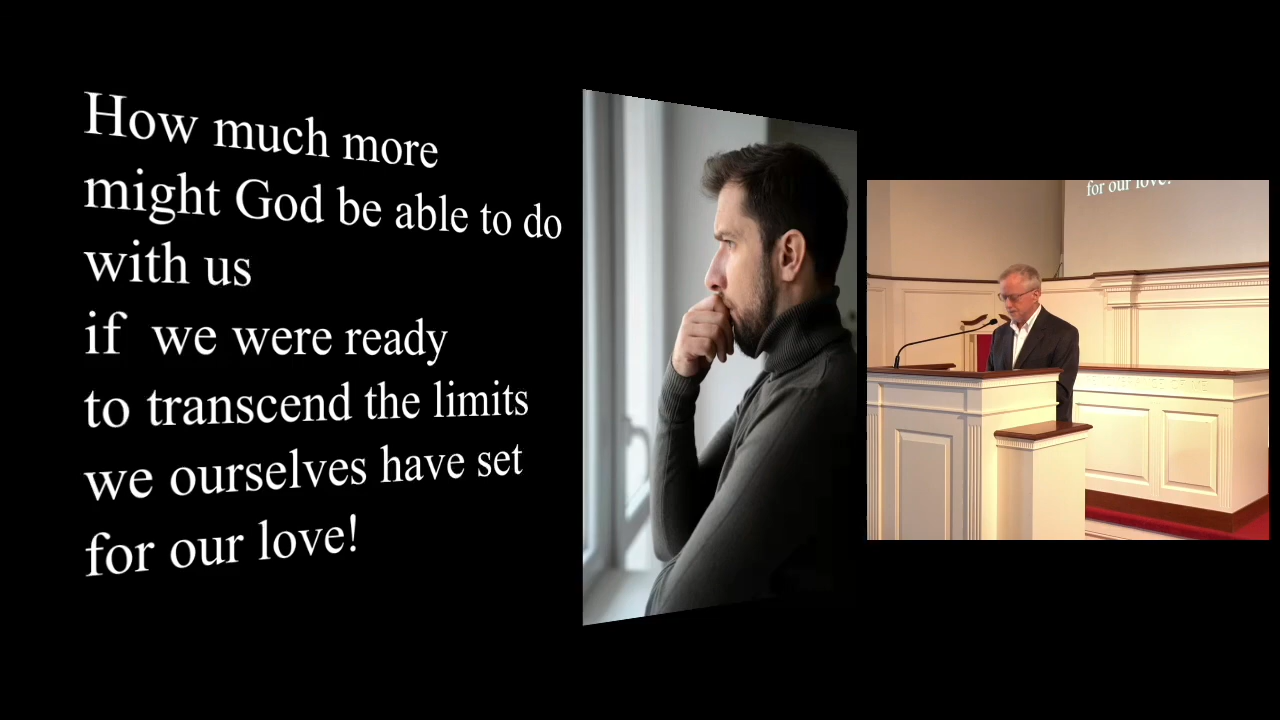 How much more
might God be able to do
with us
if we were ready
to transcend the limits
we ourselves have set
for our love!
for our love!